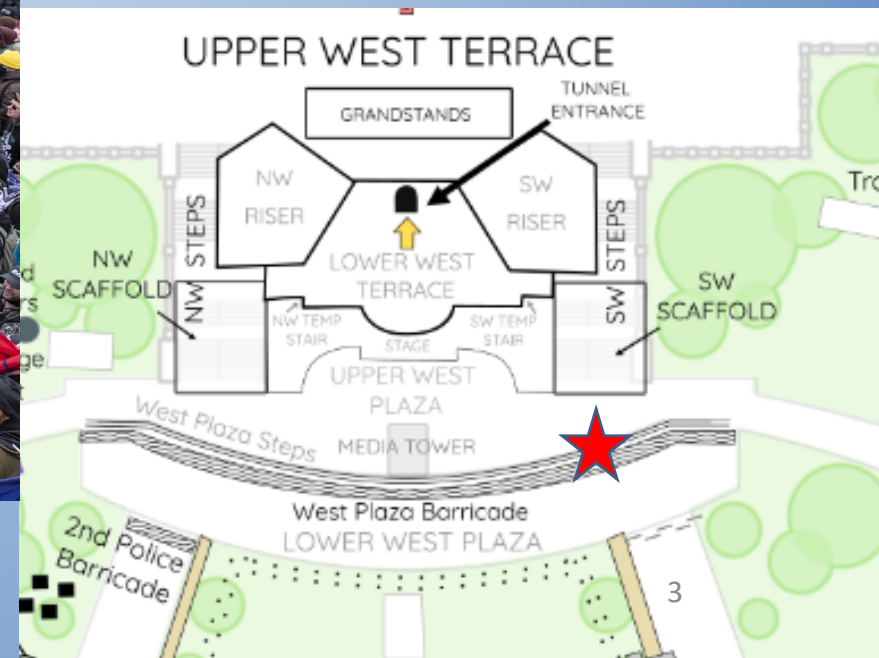 UPPER WEST TERRACE
TUNNEL
ENTRANCE
GRANDSTANDS
NW
RISER
SW
RISER
NW STEPS
SW STEPS
LOWER WEST
TERRACE
NW
SCAFFOLD
SW
SCAFFOLD
NW TEMP
STAIR
SW TEMP
STAIR
STAGE
UPPER WEST
PLAZA
West Plaza Steps
MEDIA TOWER
West Plaza Barricade
LOWER WEST PLAZA
2nd Police
Barricade
3